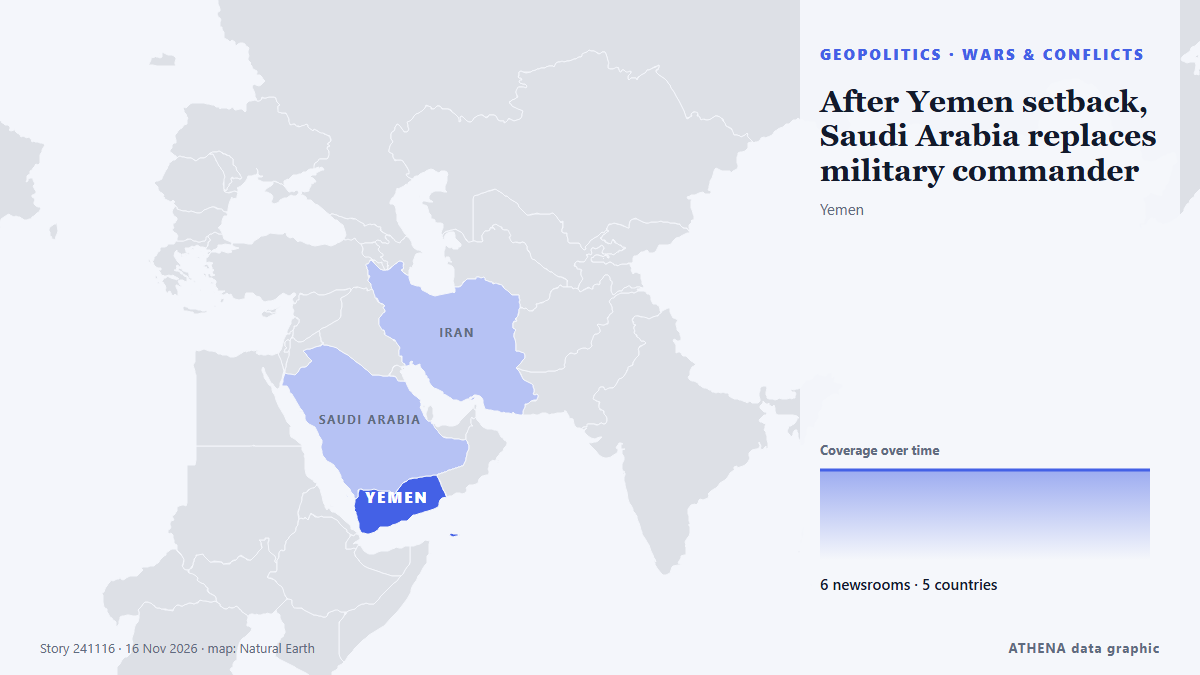 GEOPOLITICS · WARS & CONFLICTS
After Yemen setback,
Saudi Arabia replaces
military commander
Yemen
IRAN
SAUDI ARABIA
YEMEN
Coverage over time
6 newsrooms · 5 countries
Story 241116 · 16 Nov 2026 · map: Natural Earth
ATHENA data graphic